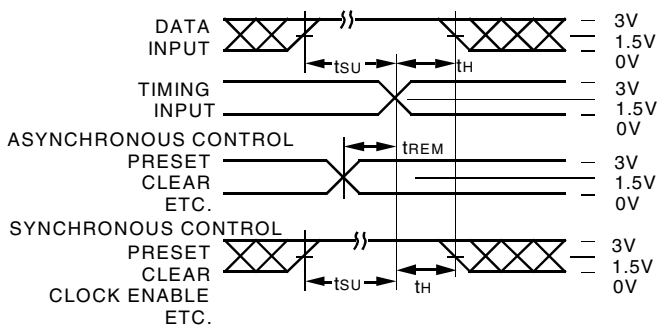 DATA
INPUT
tSU
tH
3V
1.5V
0V
TIMING
INPUT
3V
1.5V
0V
ASYNCHRONOUS CONTROL
PRESET
CLEAR
ETC.
tREM
3V
1.5V
0V
SYNCHRONOUS CONTROL
PRESET
CLEAR
CLOCK ENABLE
ETC.
tSU
tH
3V
1.5V
0V